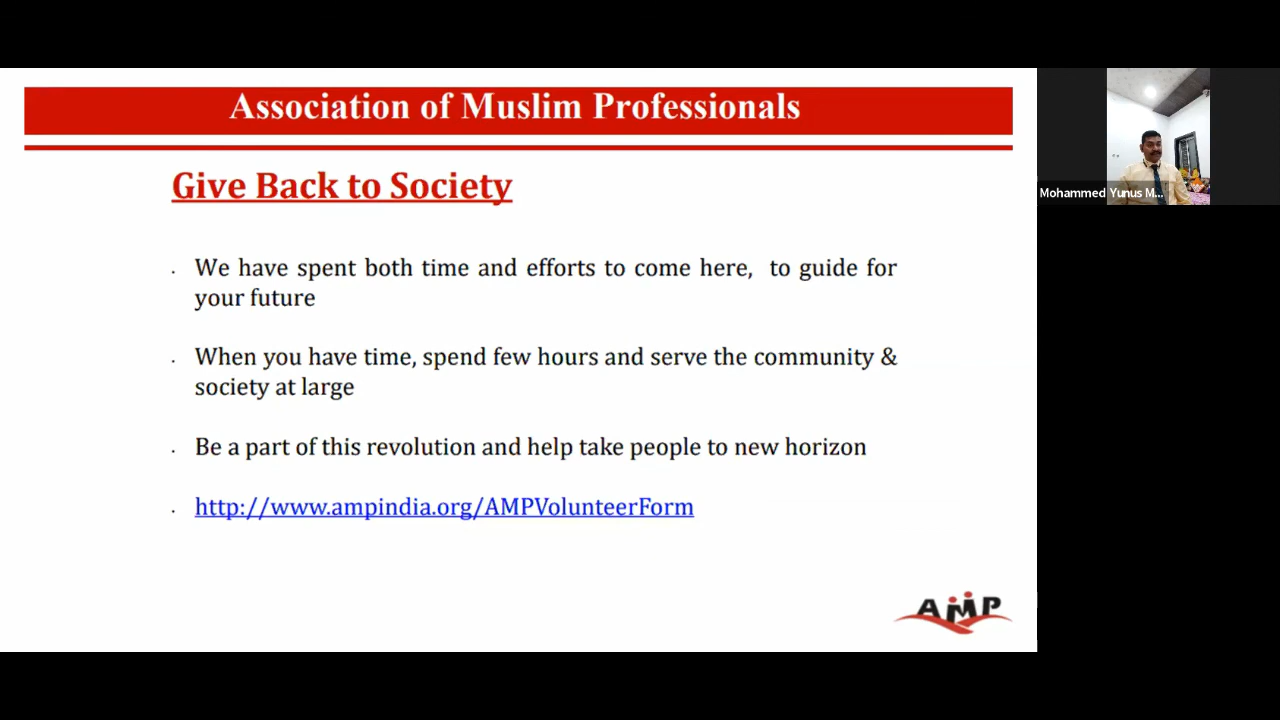 Association of Muslim Professionals
Give Back to Society
We have spent both time and efforts to come here, to guide for
your future
When you have time, spend few hours and serve the community &
society at large
Be a part of this revolution and help take people to new horizon
http://www.ampindia.org/AMPVolunteerForm
AMP
Mohammed Yunus M...